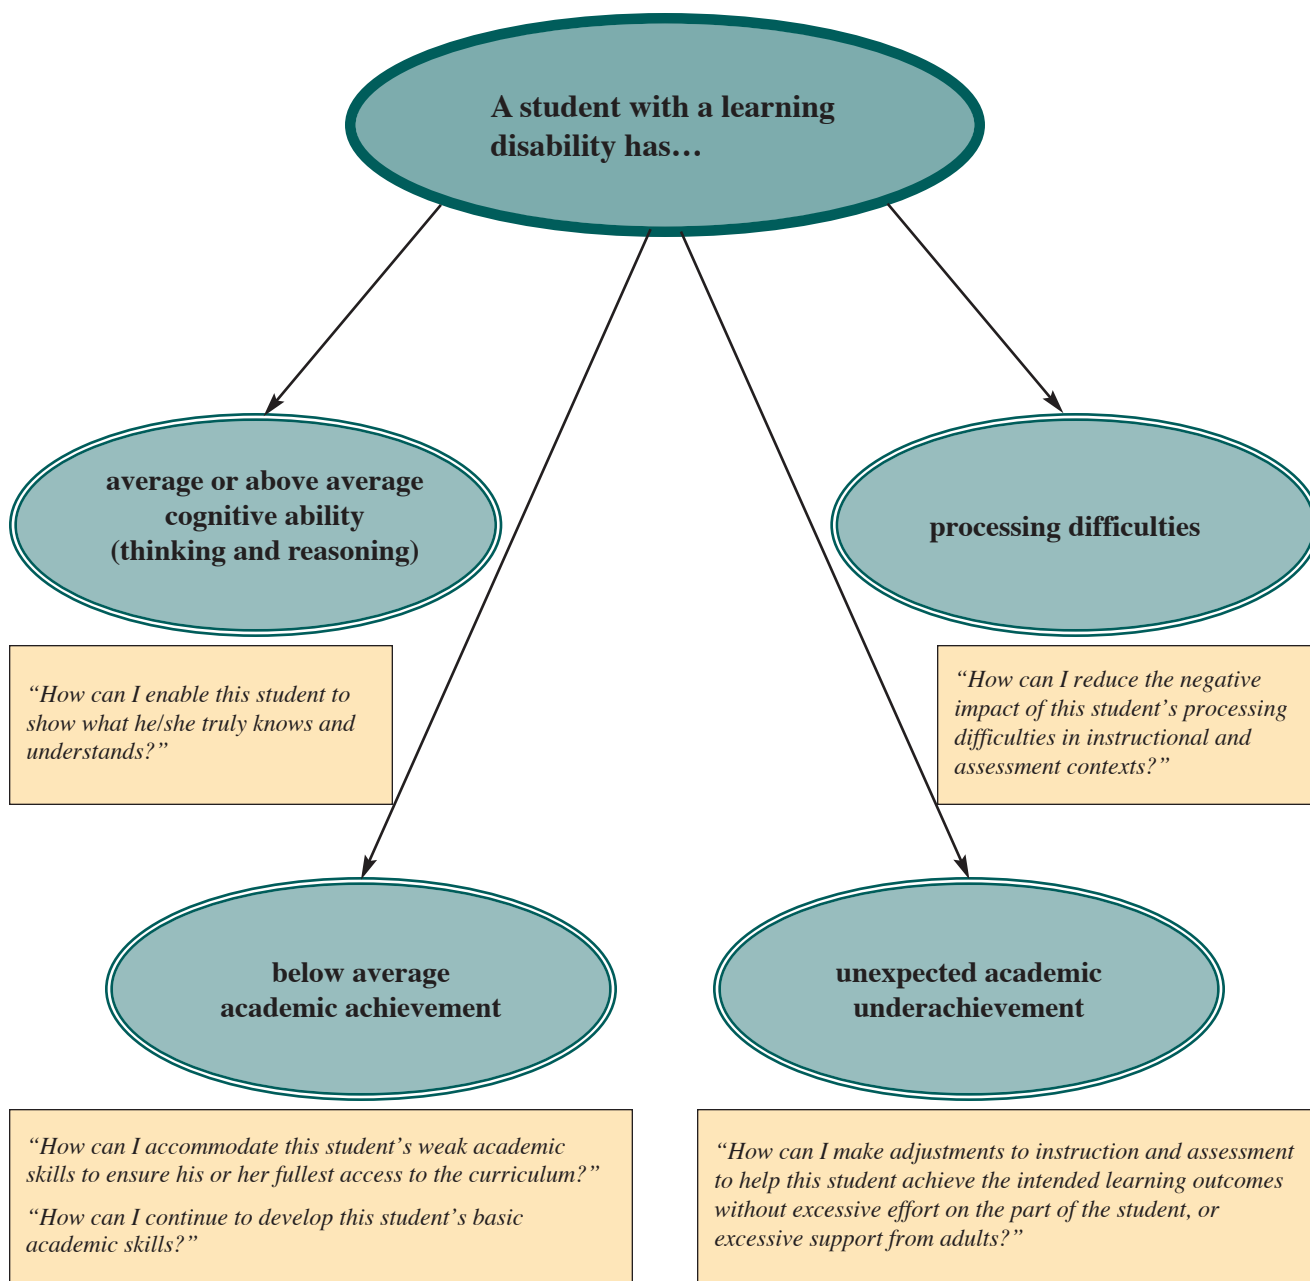 A student with a learning
disability has…
average or above average
cognitive ability
(thinking and reasoning)
processing difficulties
“How can I enable this student to
show what he/she truly knows and
understands?”
“How can I reduce the negative
impact of this student’s processing
difficulties in instructional and
assessment contexts?”
below average
academic achievement
unexpected academic
underachievement
“How can I accommodate this student’s weak academic
skills to ensure his or her fullest access to the curriculum?”
“How can I continue to develop this student’s basic
academic skills?”
“How can I make adjustments to instruction and assessment
to help this student achieve the intended learning outcomes
without excessive effort on the part of the student, or
excessive support from adults?”